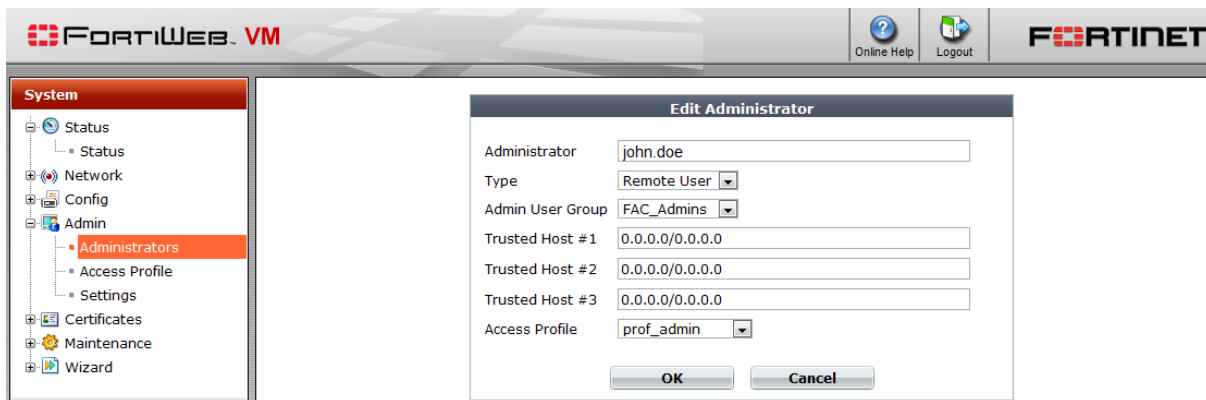 FORTIWEB VM
Online Help
Logout
FORTINET
System
Status
Status
Network
Config
Admin
Administrators
Access Profile
Settings
Certificates
Maintenance
Wizard
Edit Administrator
Administrator john.doe
Type Remote User
Admin User Group FAC_Admins
Trusted Host #1 0.0.0.0/0.0.0.0
Trusted Host #2 0.0.0.0/0.0.0.0
Trusted Host #3 0.0.0.0/0.0.0.0
Access Profile prof_admin
OK Cancel